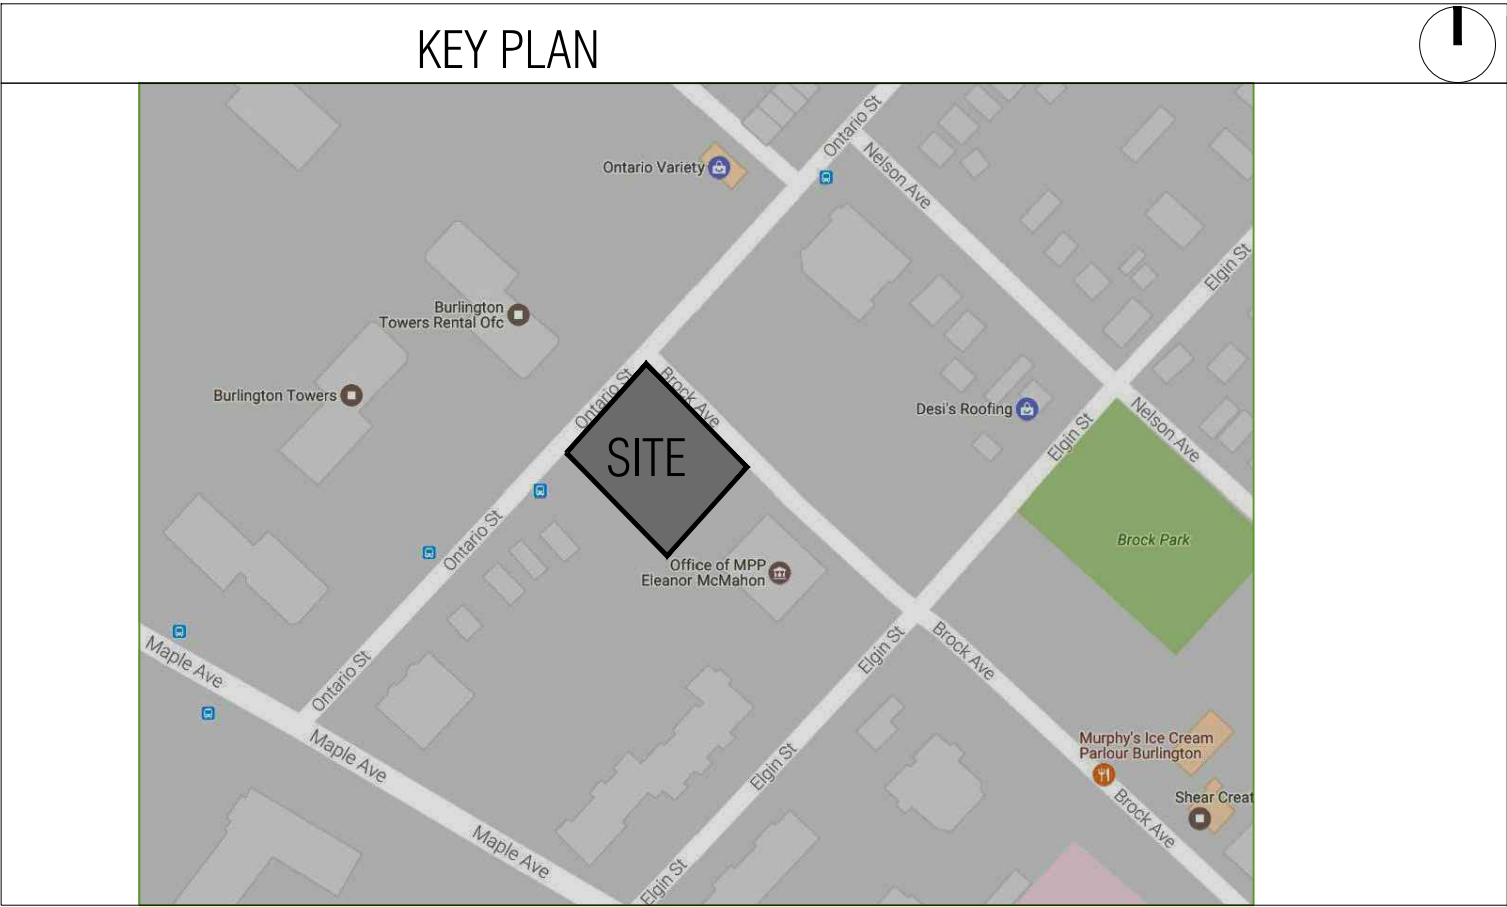 KEY PLAN
Ontario St
Nelson Ave
Ontario Variety
Elgin St
Burlington
Towers Rental Ofc
Burlington Towers
Ontario St
Brock Ave
Desi's Roofing
Elgin St
Nelson Ave
SITE
Ontario St
Brock Park
Office of MPP
Eleanor McMahon
Maple Ave
Ontario St
Elgin St
Brock Ave
Maple Ave
Elgin St
Murphy's Ice Cream
Parlour Burlington
Shear Creat
Brock Ave
Maple Ave
Elgin St